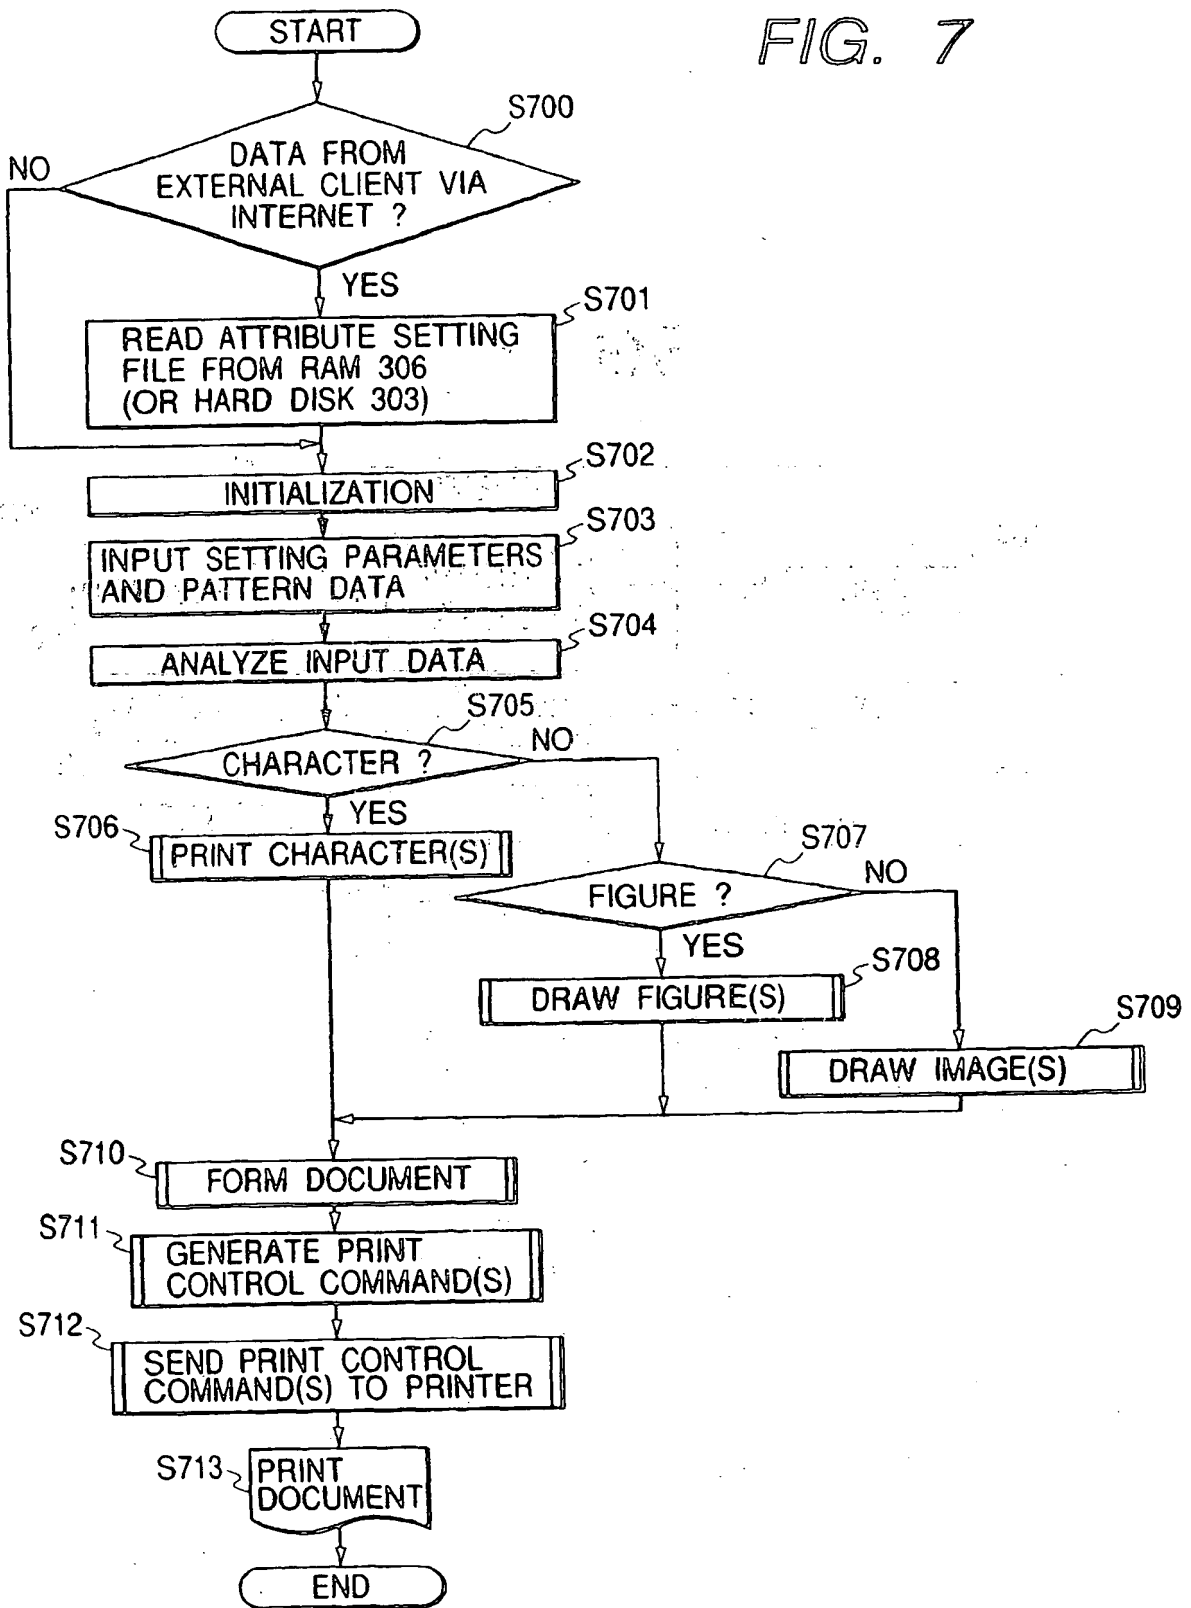 START
FIG. 7
S700
DATA FROM
EXTERNAL CLIENT VIA
INTERNET ?
NO
YES
S701
READ ATTRIBUTE SETTING
FILE FROM RAM 306
(OR HARD DISK 303)
S702
INITIALIZATION
S703
INPUT SETTING PARAMETERS
AND PATTERN DATA
S704
ANALYZE INPUT DATA
S705
CHARACTER ?
NO
YES
S706
PRINT CHARACTER(S)
S707
FIGURE ?
NO
YES
S708
DRAW FIGURE(S)
S709
DRAW IMAGE(S)
S710
FORM DOCUMENT
S711
GENERATE PRINT
CONTROL COMMAND(S)
S712
SEND PRINT CONTROL
COMMAND(S) TO PRINTER
S713
PRINT
DOCUMENT
END